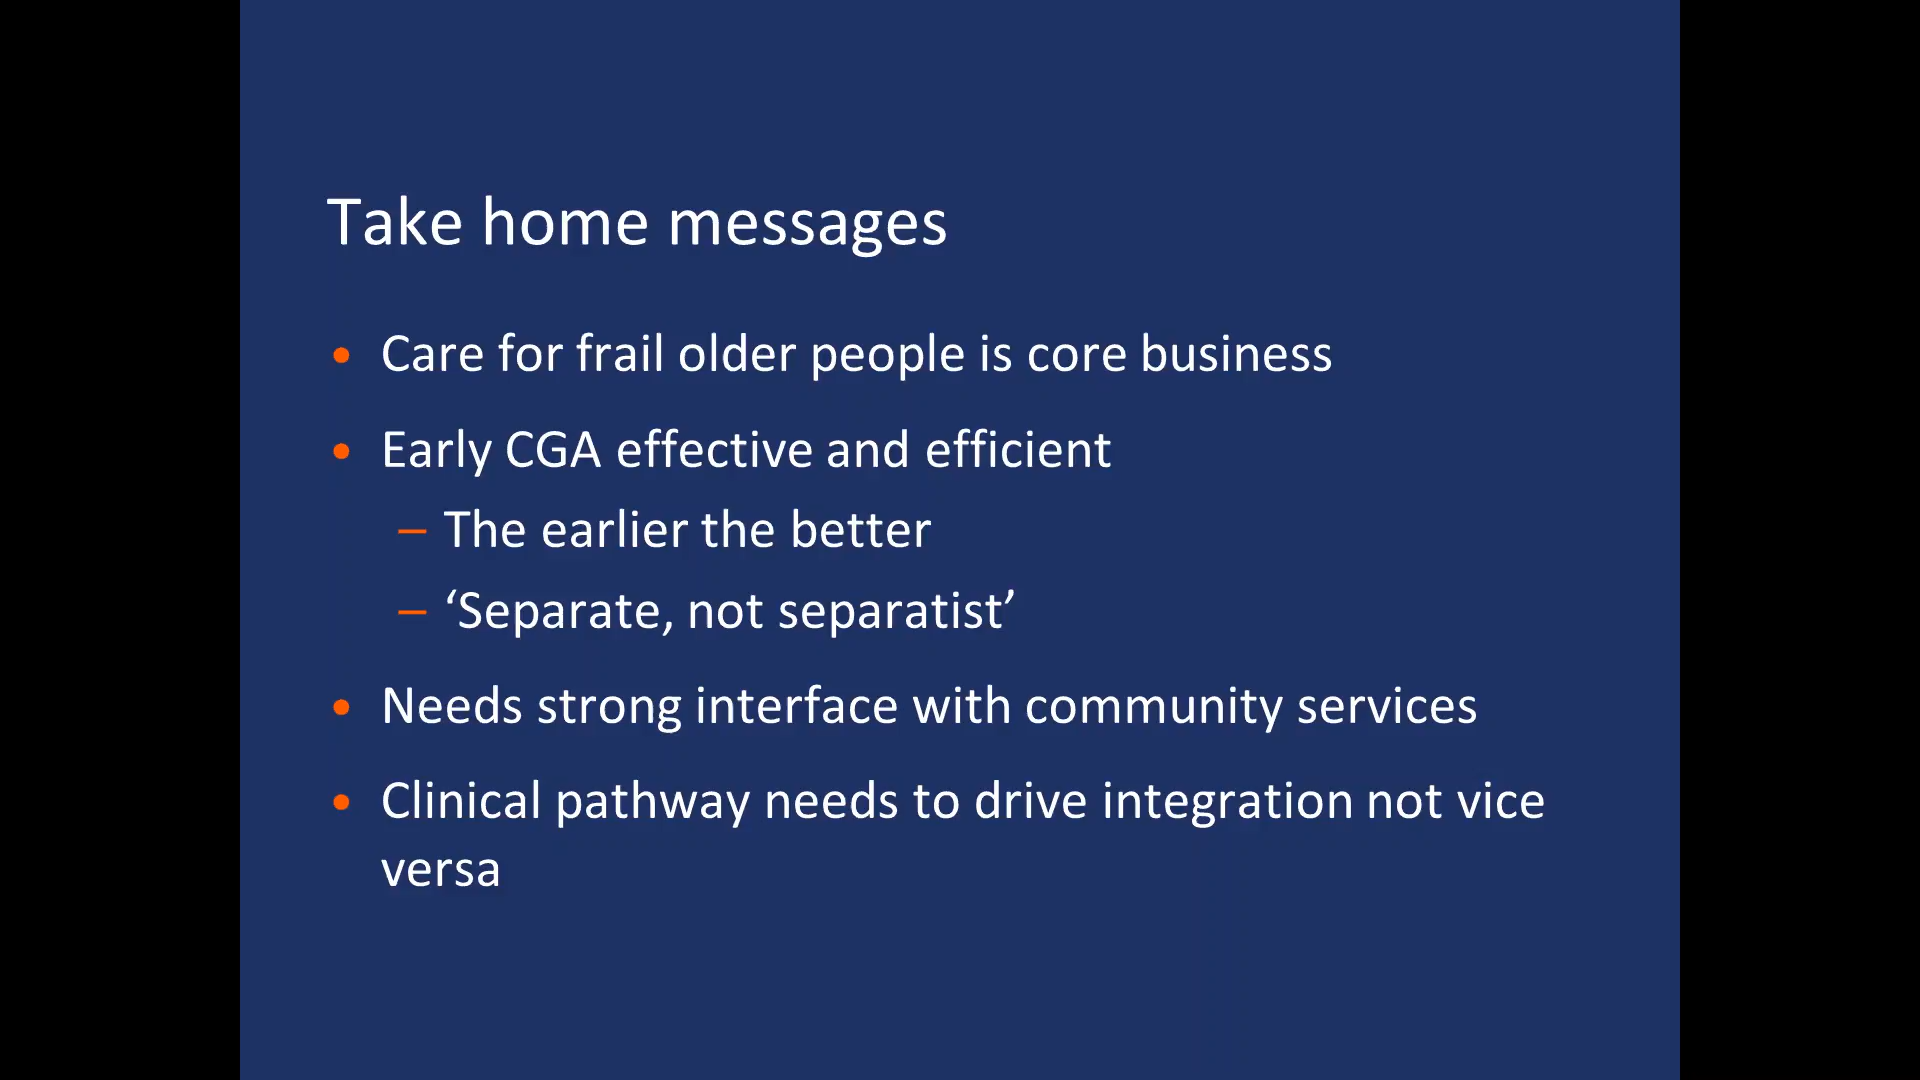 Take home messages
• Care for frail older people is core business
• Early CGA effective and efficient
– The earlier the better
– ‘Separate, not separatist’
• Needs strong interface with community services
• Clinical pathway needs to drive integration not vice
versa